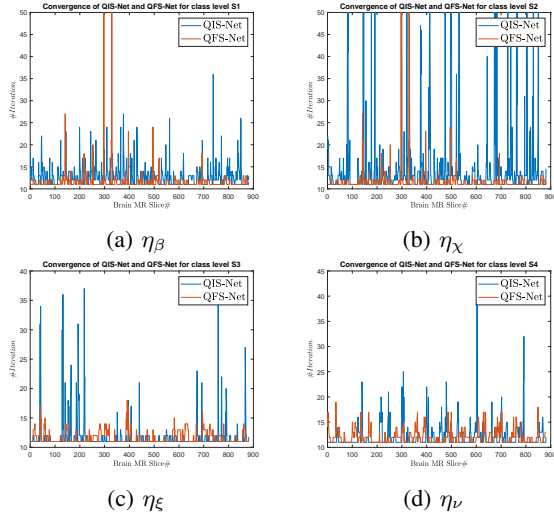 Convergence of QIS-Net and QFS-Net for class level S1
50
45
40
35
30
25
20
15
10
#Iteration
QIS-Net
QFS-Net
0 100 200 300 400 500 600 700 800 900
Brain MR Slice#
(a) ηβ
Convergence of QIS-Net and QFS-Net for class level S2
50
45
40
35
30
25
20
15
10
#Iteration
QIS-Net
QFS-Net
0 100 200 300 400 500 600 700 800 900
Brain MR Slice#
(b) ηχ
Convergence of QIS-Net and QFS-Net for class level S3
40
35
30
25
20
15
10
#Iteration
QIS-Net
QFS-Net
0 100 200 300 400 500 600 700 800 900
Brain MR Slice#
(c) ηξ
Convergence of QIS-Net and QFS-Net for class level S4
45
40
35
30
25
20
15
10
#Iteration
QIS-Net
QFS-Net
0 100 200 300 400 500 600 700 800 900
Brain MR Slice#
(d) ην